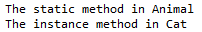 The static method in Animal
The instance method in Cat